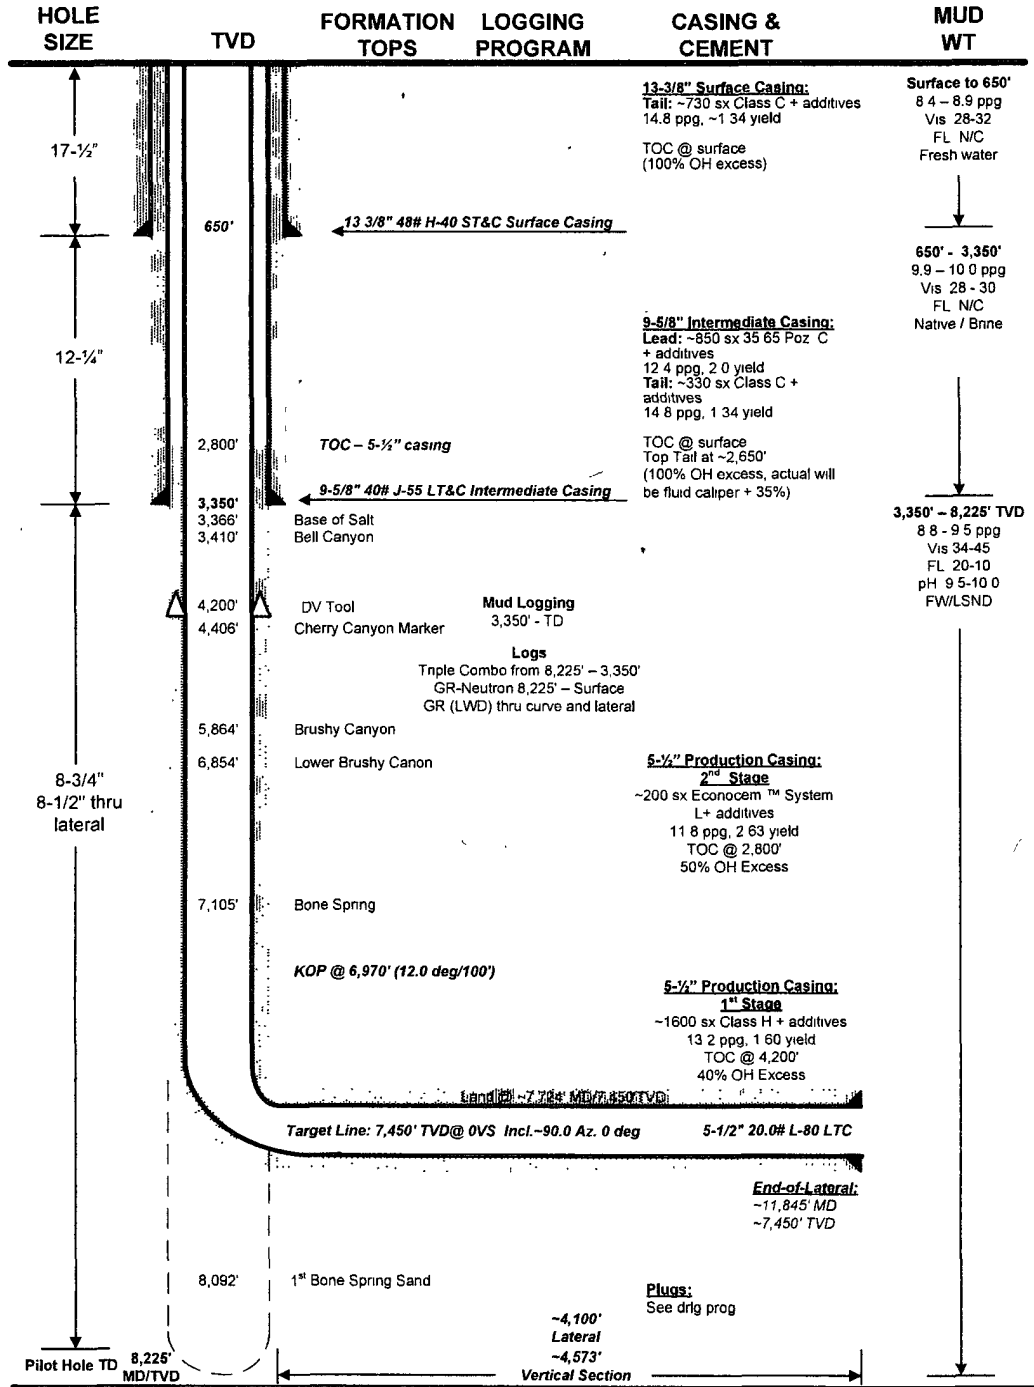 HOLE SIZE
TVD
FORMATION TOPS
LOGGING PROGRAM
CASING & CEMENT
MUD WT
17-½"
12-¼"
8-3/4"
8-1/2" thru
lateral
Pilot Hole TD
650'
2,800'
3,350'
3,366'
3,410'
4,200'
4,406'
5,864'
6,854'
7,105'
8,092'
8,225'
MD/TVD
13 3/8" 48# H-40 ST&C Surface Casing
TOC – 5-½" casing
9-5/8" 40# J-55 LT&C Intermediate Casing
Base of Salt
Bell Canyon
DV Tool
Cherry Canyon Marker
Brushy Canyon
Lower Brushy Canon
Bone Spring
KOP @ 6,970' (12.0 deg/100')
Mud Logging
3,350' - TD
Logs
Triple Combo from 8,225' – 3,350'
GR-Neutron 8,225' – Surface
GR (LWD) thru curve and lateral
13-3/8" Surface Casing:
Tail: ~730 sx Class C + additives
14.8 ppg, ~1 34 yield
TOC @ surface
(100% OH excess)
9-5/8" Intermediate Casing:
Lead: ~850 sx 35 65 Poz C
+ additives
12 4 ppg, 2 0 yield
Tail: ~330 sx Class C +
additives
14 8 ppg, 1 34 yield
TOC @ surface
Top Tail at ~2,650'
(100% OH excess, actual will
be fluid caliper + 35%)
5-½" Production Casing:
2nd Stage
~200 sx Econocem ™ System
L+ additives
11 8 ppg, 2 63 yield
TOC @ 2,800'
50% OH Excess
5-½" Production Casing:
1st Stage
~1600 sx Class H + additives
13 2 ppg, 1 60 yield
TOC @ 4,200'
40% OH Excess
Surface to 650'
8 4 – 8.9 ppg
Vis 28-32
FL N/C
Fresh water
650' - 3,350'
9.9 – 10 0 ppg
Vis 28 - 30
FL N/C
Native / Brine
3,350' – 8,225' TVD
8 8 - 9 5 ppg
Vis 34-45
FL 20-10
pH 9 5-10 0
FW/LSND
Land @ ~7,724' MD/7,450'TVD
Target Line: 7,450' TVD@ 0VS Incl.~90.0 Az. 0 deg
5-1/2" 20.0# L-80 LTC
End-of-Lateral:
~11,845' MD
~7,450' TVD
1st Bone Spring Sand
Plugs:
See drlg prog
~4,100'
Lateral
~4,573'
Vertical Section